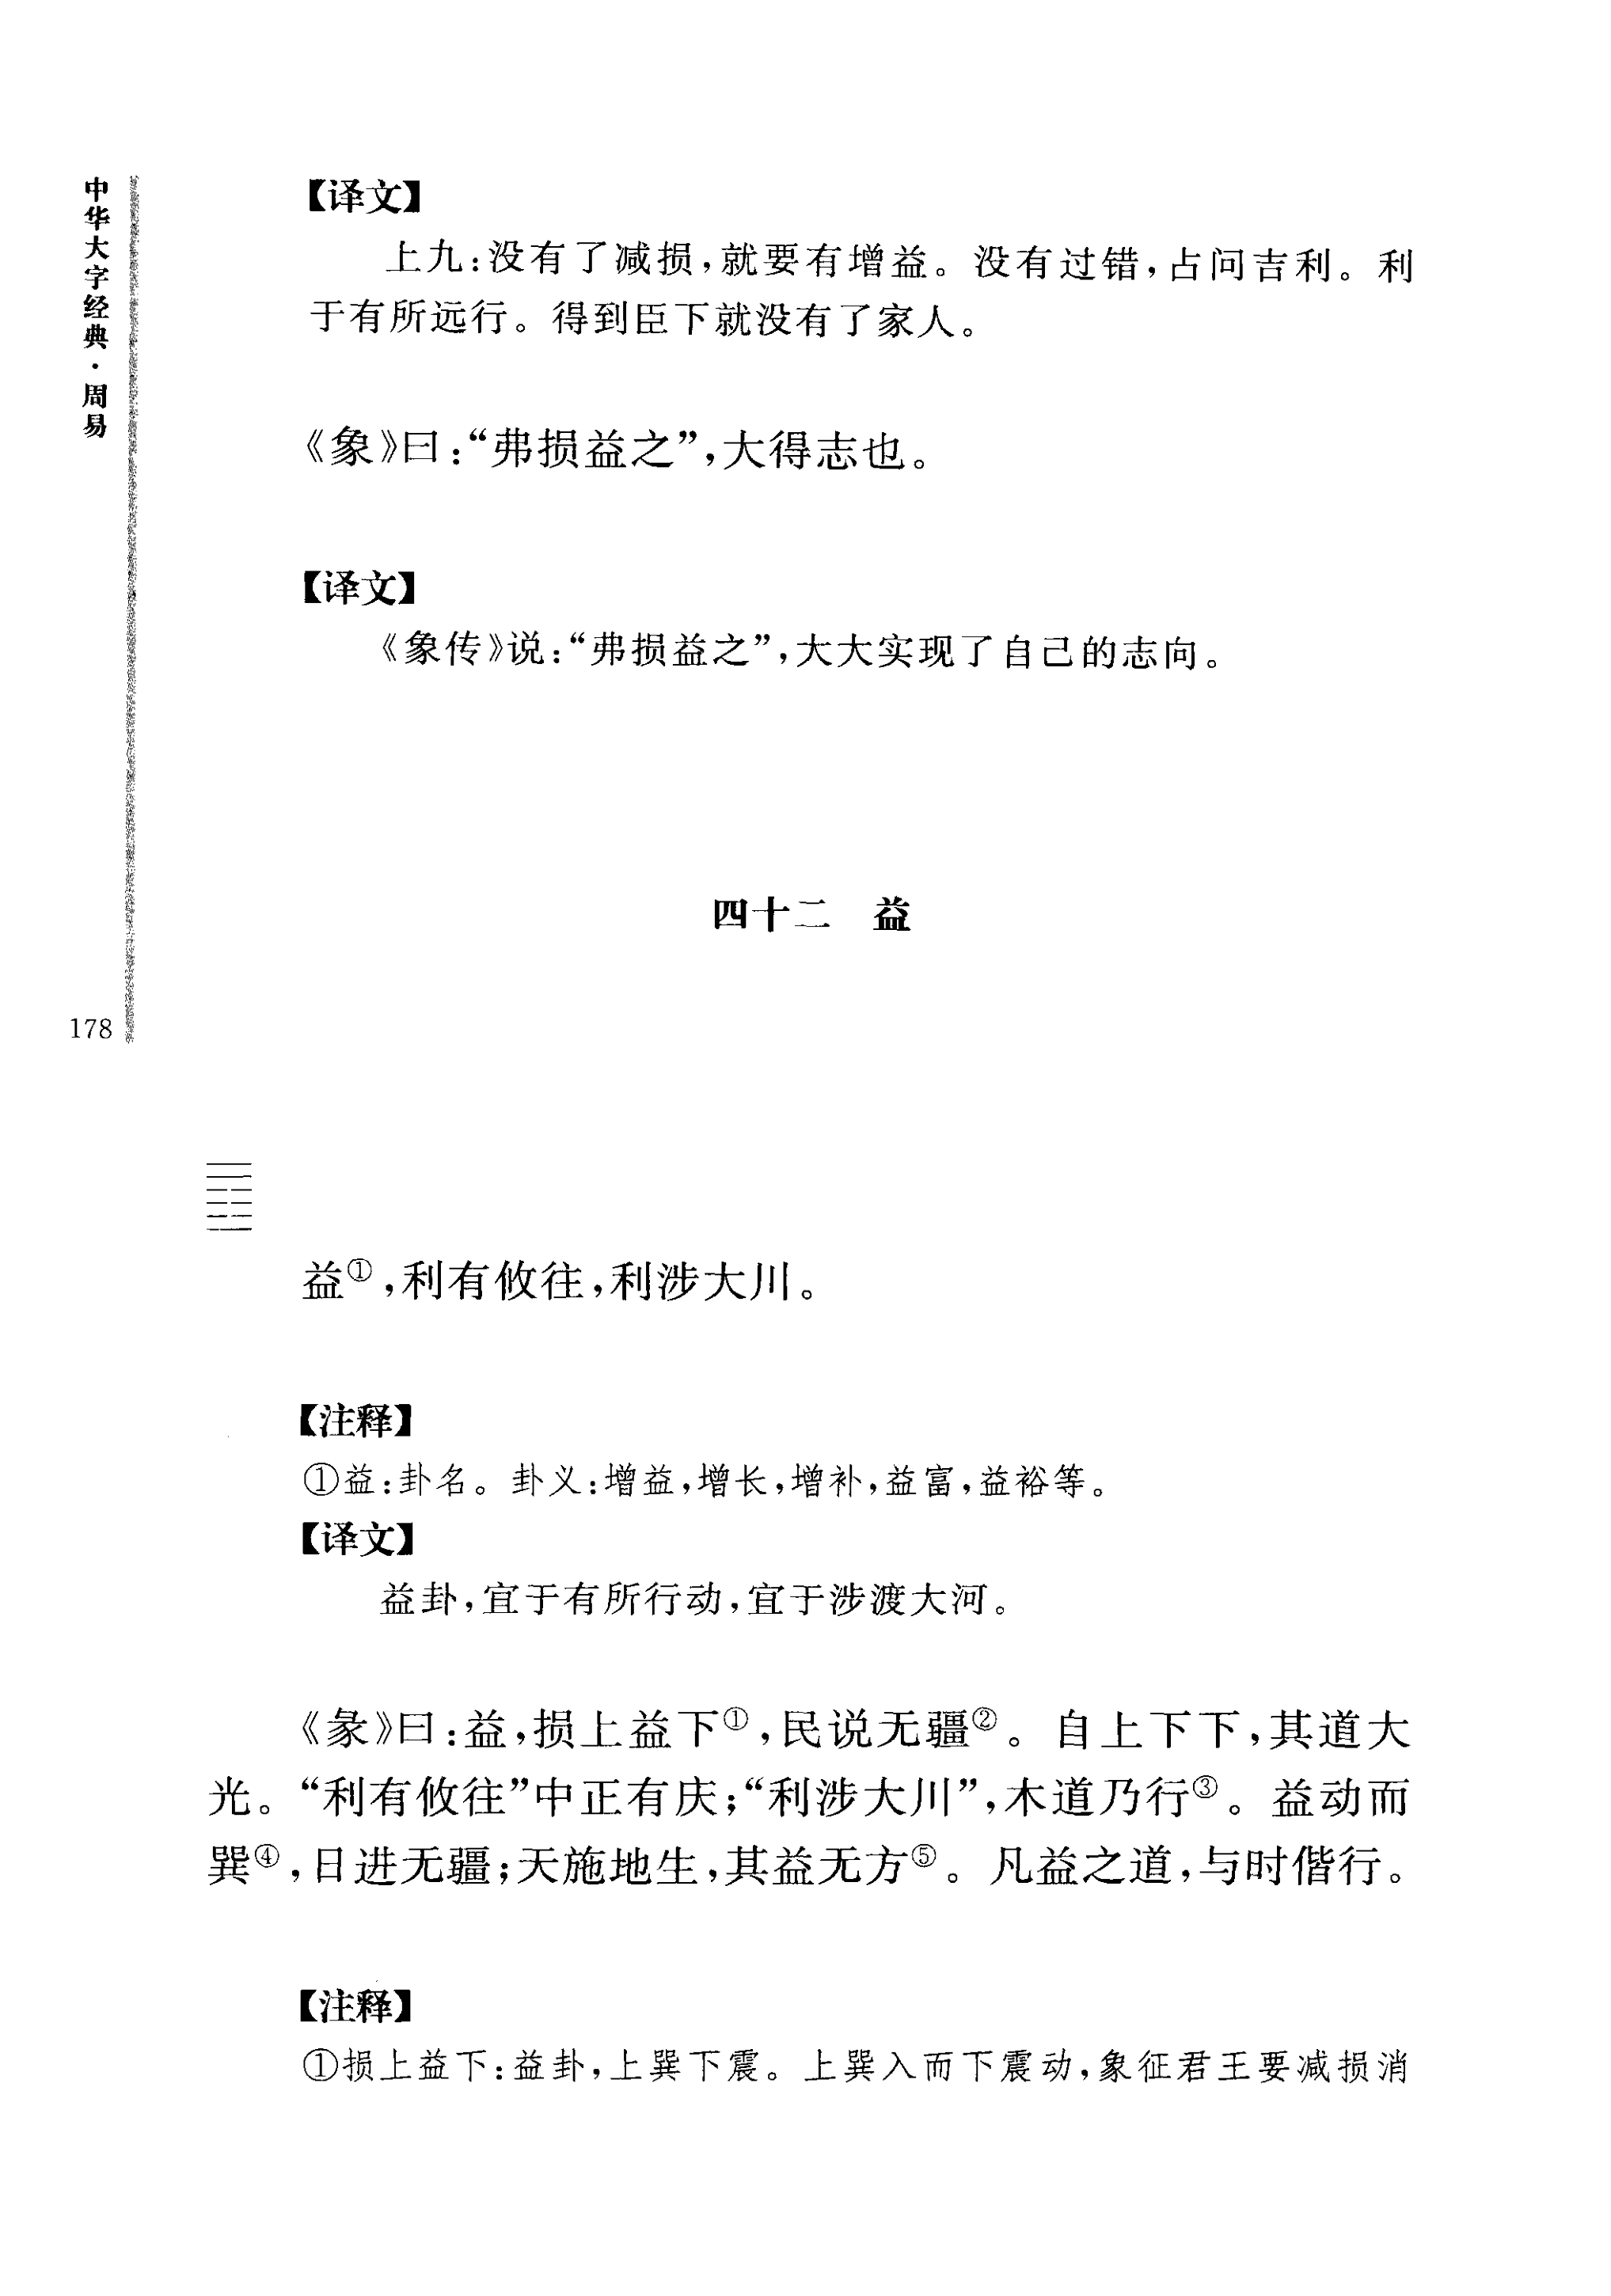 中华大字经典·周易
178
【译文】
上九：没有了减损，就要有增益。没有过错，占问吉利。利
于有所远行。得到臣下就没有了家人。
《象》曰：“弗损益之”，大得志也。
【译文】
《象传》说：“弗损益之”，大大实现了自己的志向。
四十二　益
益①，利有攸往，利涉大川。
【注释】
①益：卦名。卦义：增益，增长，增补，益富，益裕等。
【译文】
益卦，宜于有所行动，宜于涉渡大河。
《彖》曰：益，损上益下①，民说无疆②。自上下下，其道大
光。“利有攸往”中正有庆；“利涉大川”，木道乃行③。益动而
巽④，日进无疆；天施地生，其益无方⑤。凡益之道，与时偕行。
【注释】
①损上益下：益卦，上巽下震。上巽入而下震动，象征君王要减损消